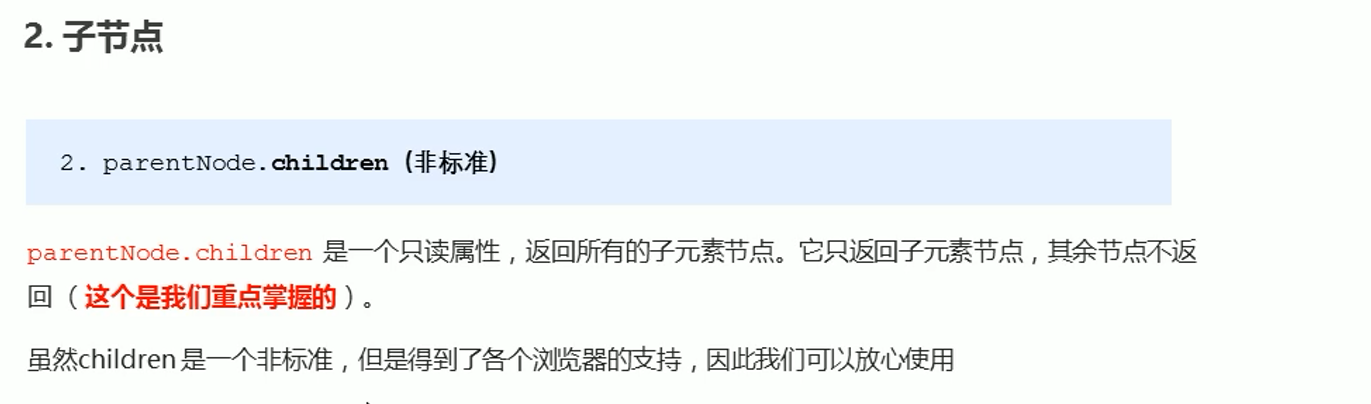 2. 子节点
2. parentNode.children (非标准)
parentNode.children 是一个只读属性，返回所有的子元素节点。它只返回子元素节点，其余节点不返
回 （这个是我们重点掌握的）。
虽然children 是一个非标准，但是得到了各个浏览器的支持，因此我们可以放心使用